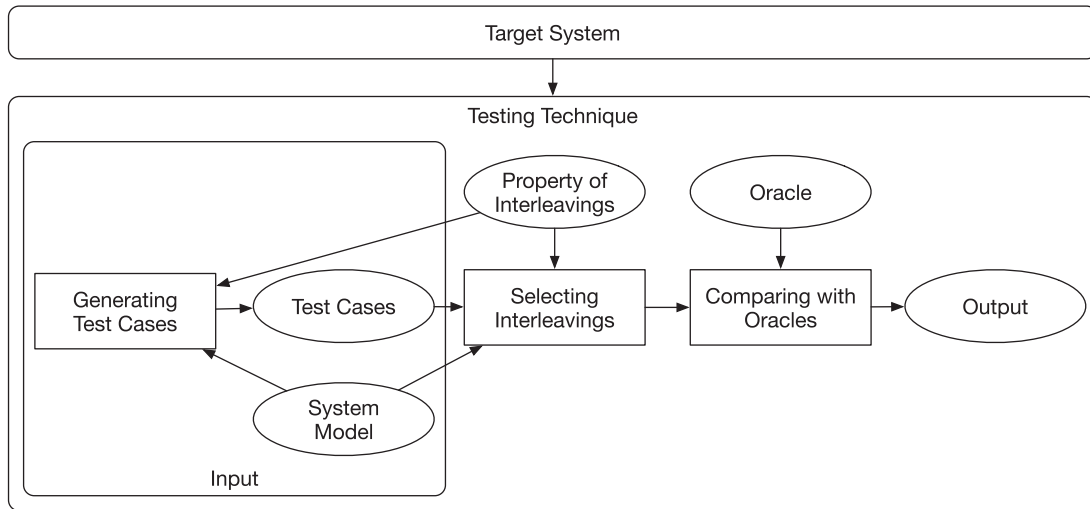 Target System
Testing Technique
Property of
Interleavings
Oracle
Generating
Test Cases
Test Cases
Selecting
Interleavings
Comparing with
Oracles
Output
System
Model
Input